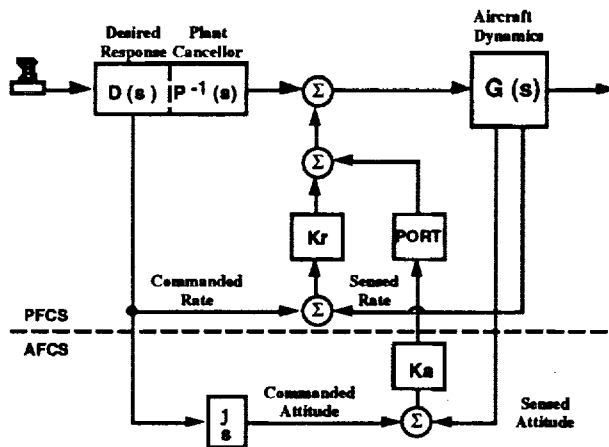 Desired Response
Plant Cancellor
Aircraft Dynamics
D (s)
P⁻¹ (s)
Σ
G (s)
Σ
Kr
PORT
Commanded Rate
Σ
Sensed Rate
PFCS
AFCS
Ka
1
s
Commanded Attitude
Σ
Sensed Attitude